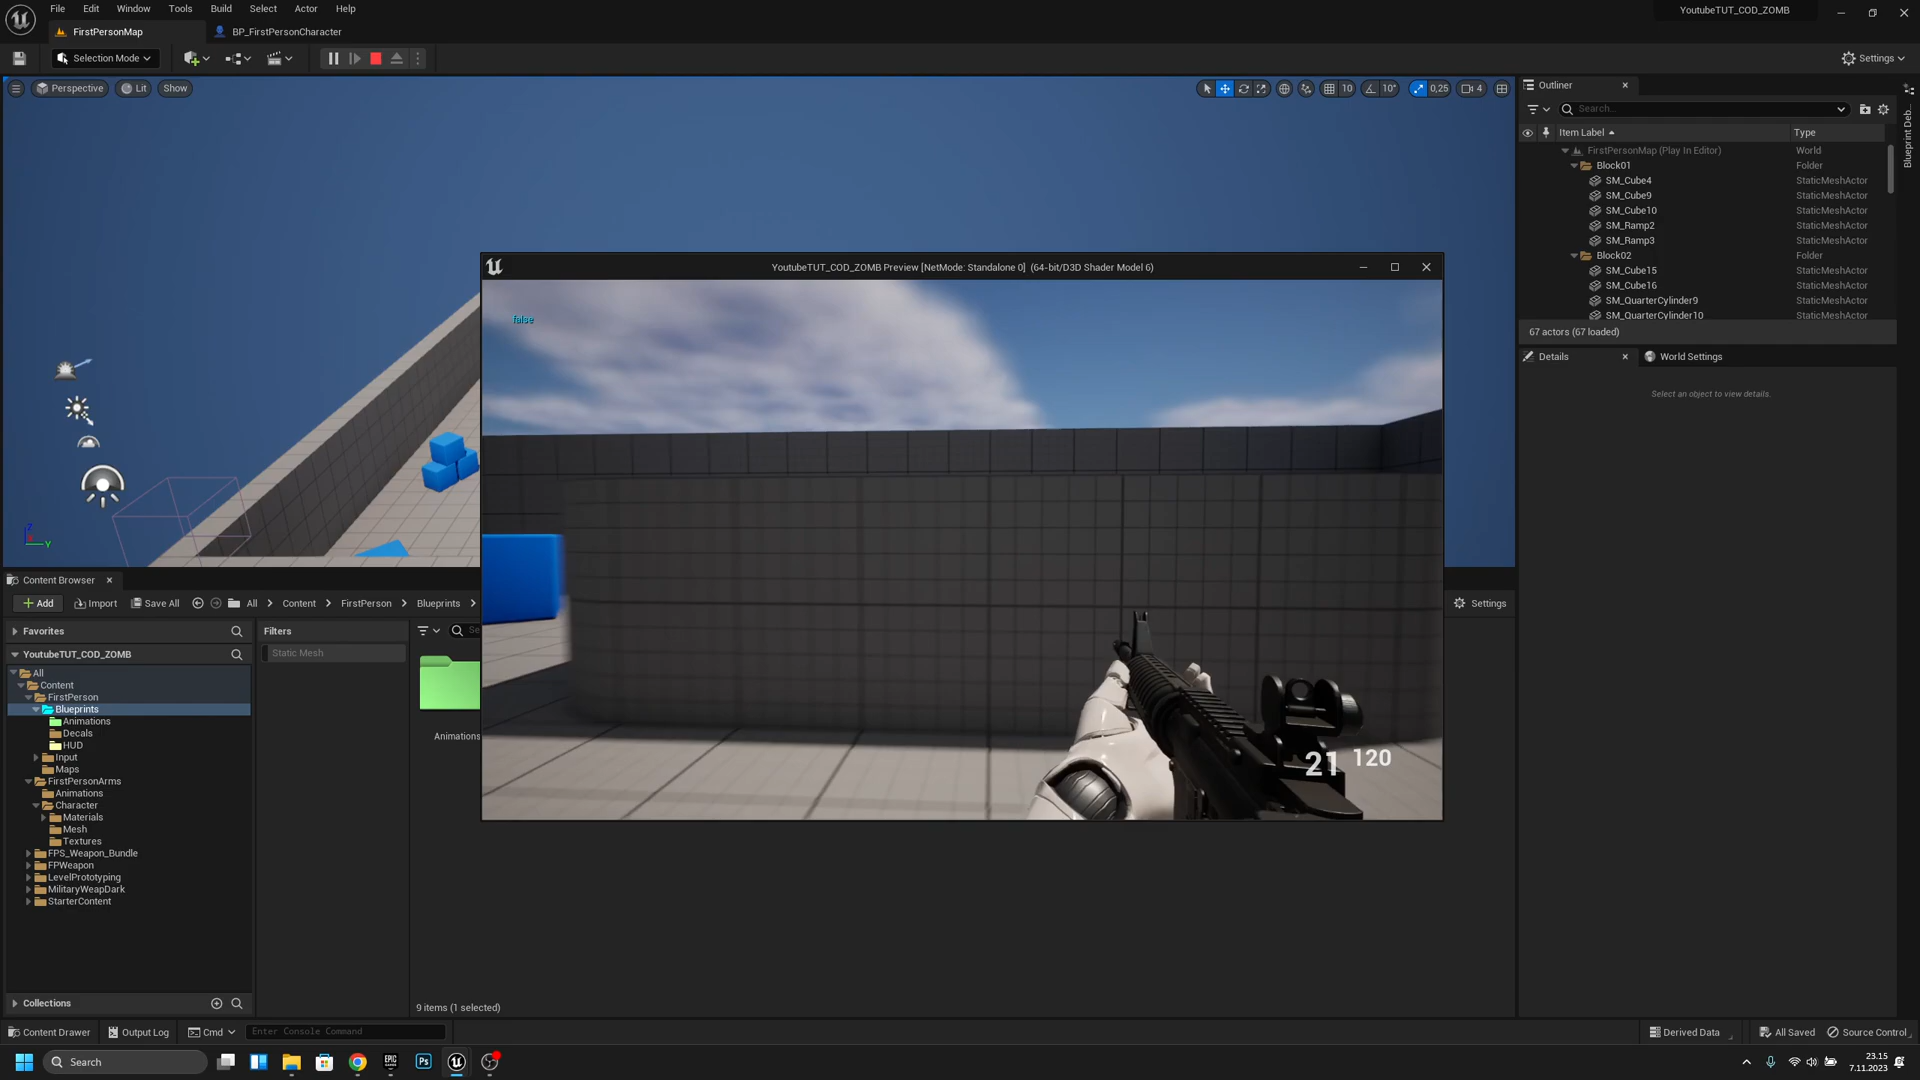 File Edit Window Tools Build Select Actor Help
YoutubeTUT_COD_ZOMB
FirstPersonMap
BP_FirstPersonCharacter
Selection Mode
Settings
Perspective Lit Show
10 10° 0,25 4
Outliner
Search...
Item Label Type
FirstPersonMap (Play In Editor) World
Block01 Folder
SM_Cube4 StaticMeshActor
SM_Cube9 StaticMeshActor
SM_Cube10 StaticMeshActor
SM_Ramp2 StaticMeshActor
SM_Ramp3 StaticMeshActor
Block02 Folder
SM_Cube15 StaticMeshActor
SM_Cube16 StaticMeshActor
SM_QuarterCylinder9 StaticMeshActor
SM_QuarterCylinder10 StaticMeshActor
67 actors (67 loaded)
Blueprint Deb...
Details World Settings
Select an object to view details.
YoutubeTUT_COD_ZOMB Preview [NetMode: Standalone 0] (64-bit/D3D Shader Model 6)
false
21 120
Z
Y
Content Browser
Add Import Save All All Content FirstPerson Blueprints
Settings
Favorites
YoutubeTUT_COD_ZOMB
All
Content
FirstPerson
Blueprints
Animations
Decals
HUD
Input
Maps
FirstPersonArms
Animations
Character
Materials
Mesh
Textures
FPS_Weapon_Bundle
FPWeapon
LevelPrototyping
MilitaryWeapDark
StarterContent
Collections
Filters
Static Mesh
Se
Animations
9 items (1 selected)
Content Drawer Output Log Cmd Enter Console Command
Derived Data All Saved Source Control
Search
EPIC
Ps
23.15
7.11.2023